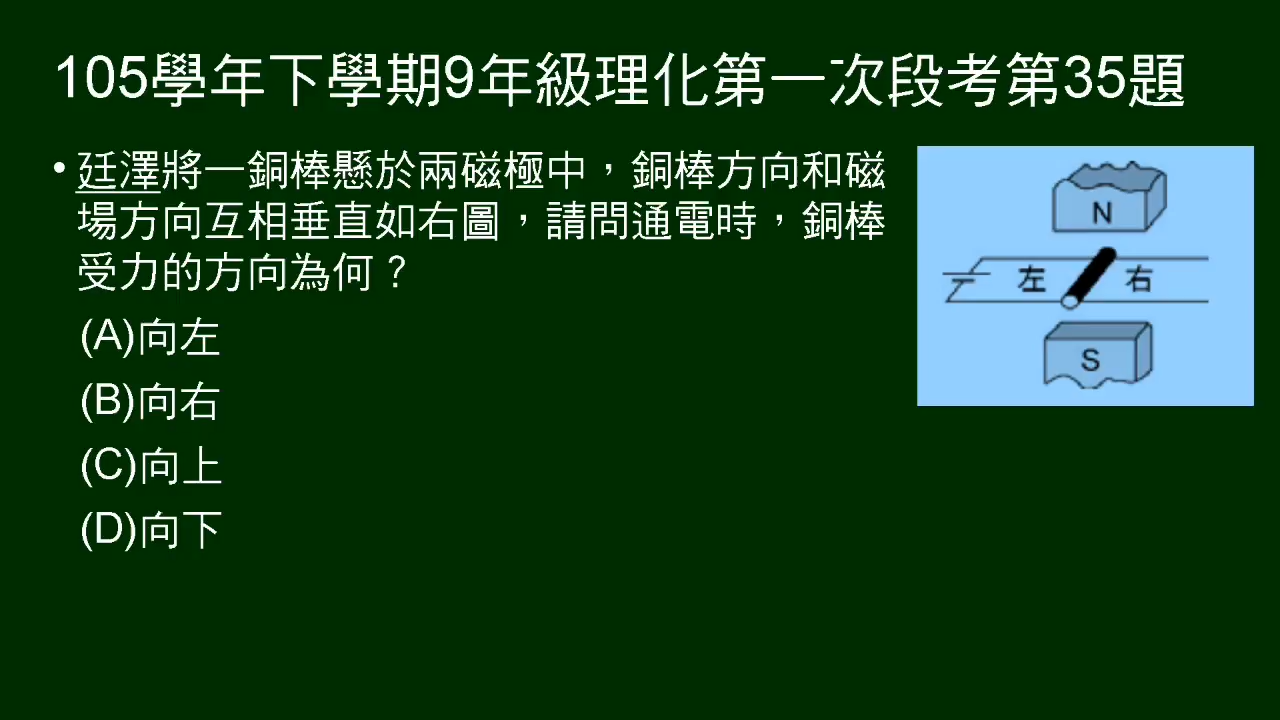 105學年下學期9年級理化第一次段考第35題
• 廷澤將一銅棒懸於兩磁極中，銅棒方向和磁
場方向互相垂直如右圖，請問通電時，銅棒
受力的方向為何？
(A)向左
(B)向右
(C)向上
(D)向下
N
左 右
S